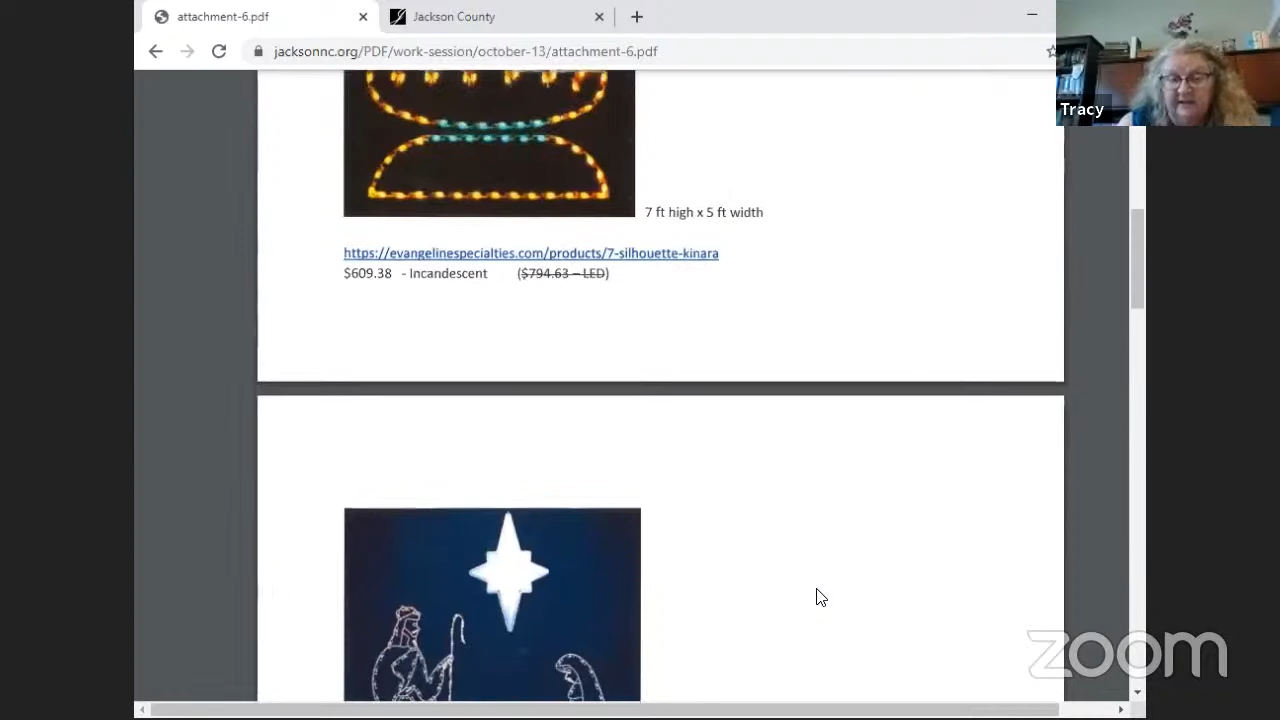 attachment-6.pdf
Jackson County
jacksonnc.org/PDF/work-session/october-13/attachment-6.pdf
Tracy
7 ft high x 5 ft width
https://evangelinespecialties.com/products/7-silhouette-kinara
$609.38 - Incandescent ($794.63 – LED)
zoom